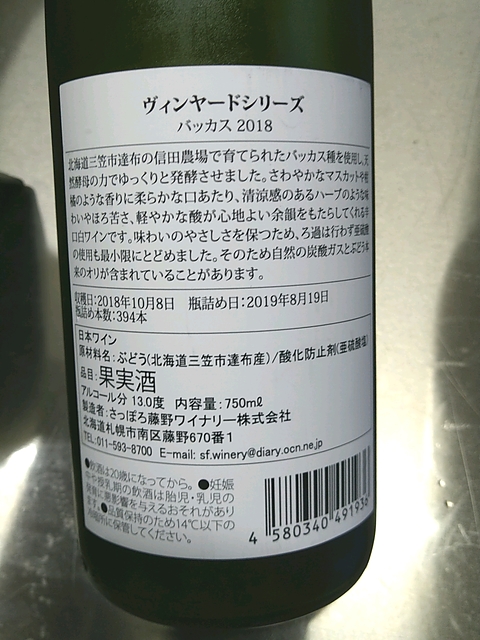 ヴィンヤードシリーズ
バッカス 2018
北海道三笠市達布の信田農場で育てられたバッカス種を使用し、天
然酵母の力でゆっくりと発酵させました。さわやかなマスカットや柑
橘のような香りに柔らかな口あたり、清涼感のあるハーブのような味
わいやほろ苦さ、軽やかな酸が心地よい余韻をもたらしてくれる辛
口白ワインです。味わいのやさしさを保つため、ろ過は行わず亜硫酸
の使用も最小限にとどめました。そのため自然の炭酸ガスとぶどう本
来のオリが含まれていることがあります。
収穫日:2018年10月8日 瓶詰め日:2019年8月19日
瓶詰め本数:394本
日本ワイン
原材料名:ぶどう(北海道三笠市達布産)/酸化防止剤(亜硫酸塩)
品目:果実酒
アルコール分 13.0度 内容量:750mℓ
製造者:さっぽろ藤野ワイナリー株式会社
北海道札幌市南区藤野670番1
TEL:011-593-8700 E-mail: sf.winery@diary.ocn.ne.jp
●飲酒は20歳になってから。●妊娠
中や授乳期の飲酒は胎児・乳児の
発育に悪影響を与えるおそれがあり
ます。●品質保持のため14℃以下の
冷暗所に保管してください。
4 580340 491936